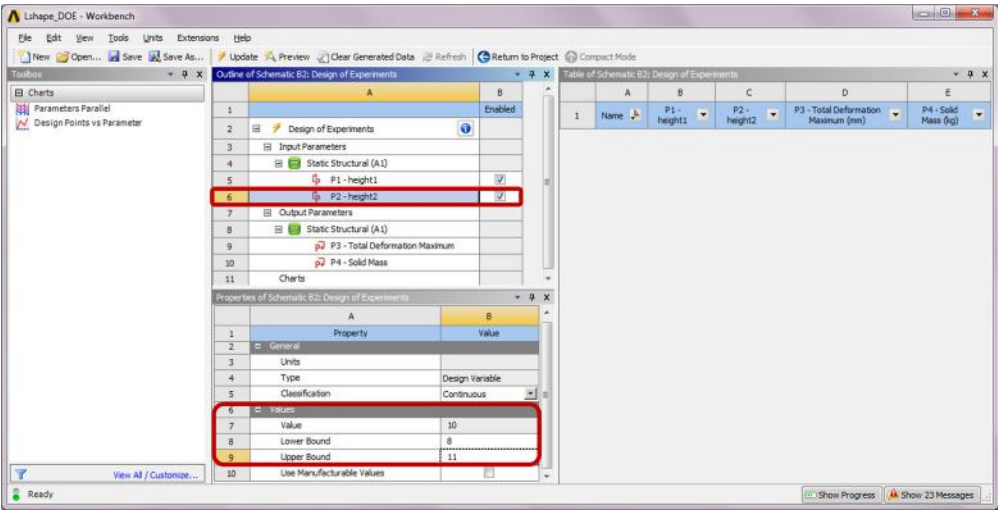 Lshape_DOE - Workbench
File Edit View Tools Units Extensions Help
New Open... Save Save As... Update Preview Clear Generated Data Refresh Return to Project Compact Mode
Toolbox
Charts
Parameters Parallel
Design Points vs Parameter
View All / Customize...
Outline of Schematic B2: Design of Experiments
A B
1 Enabled
2 Design of Experiments
3 Input Parameters
4 Static Structural (A1)
5 P1 - height1
6 P2 - height2
7 Output Parameters
8 Static Structural (A1)
9 P3 - Total Deformation Maximum
10 P4 - Solid Mass
11 Charts
Properties of Schematic B2: Design of Experiments
A B
1 Property Value
2 General
3 Units
4 Type Design Variable
5 Classification Continuous
6 Values
7 Value 10
8 Lower Bound 8
9 Upper Bound 11
10 Use Manufacturable Values
Table of Schematic B2: Design of Experiments
A B C D E
1 Name P1 - height1 P2 - height2 P3 - Total Deformation Maximum (mm) P4 - Solid Mass (kg)
Ready
Show Progress Show 23 Messages